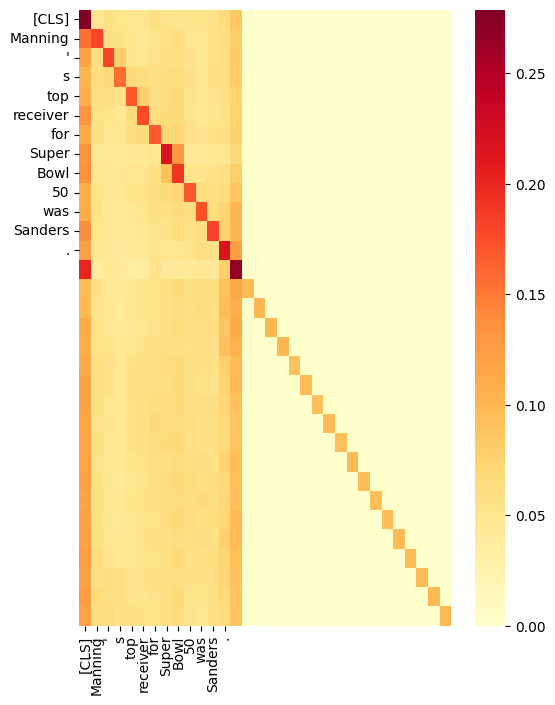 [CLS]
Manning
'
s
top
receiver
for
Super
Bowl
50
was
Sanders
.
0.25
0.20
0.15
0.10
0.05
0.00
[CLS]
Manning
'
s
top
receiver
for
Super
Bowl
50
was
Sanders
.